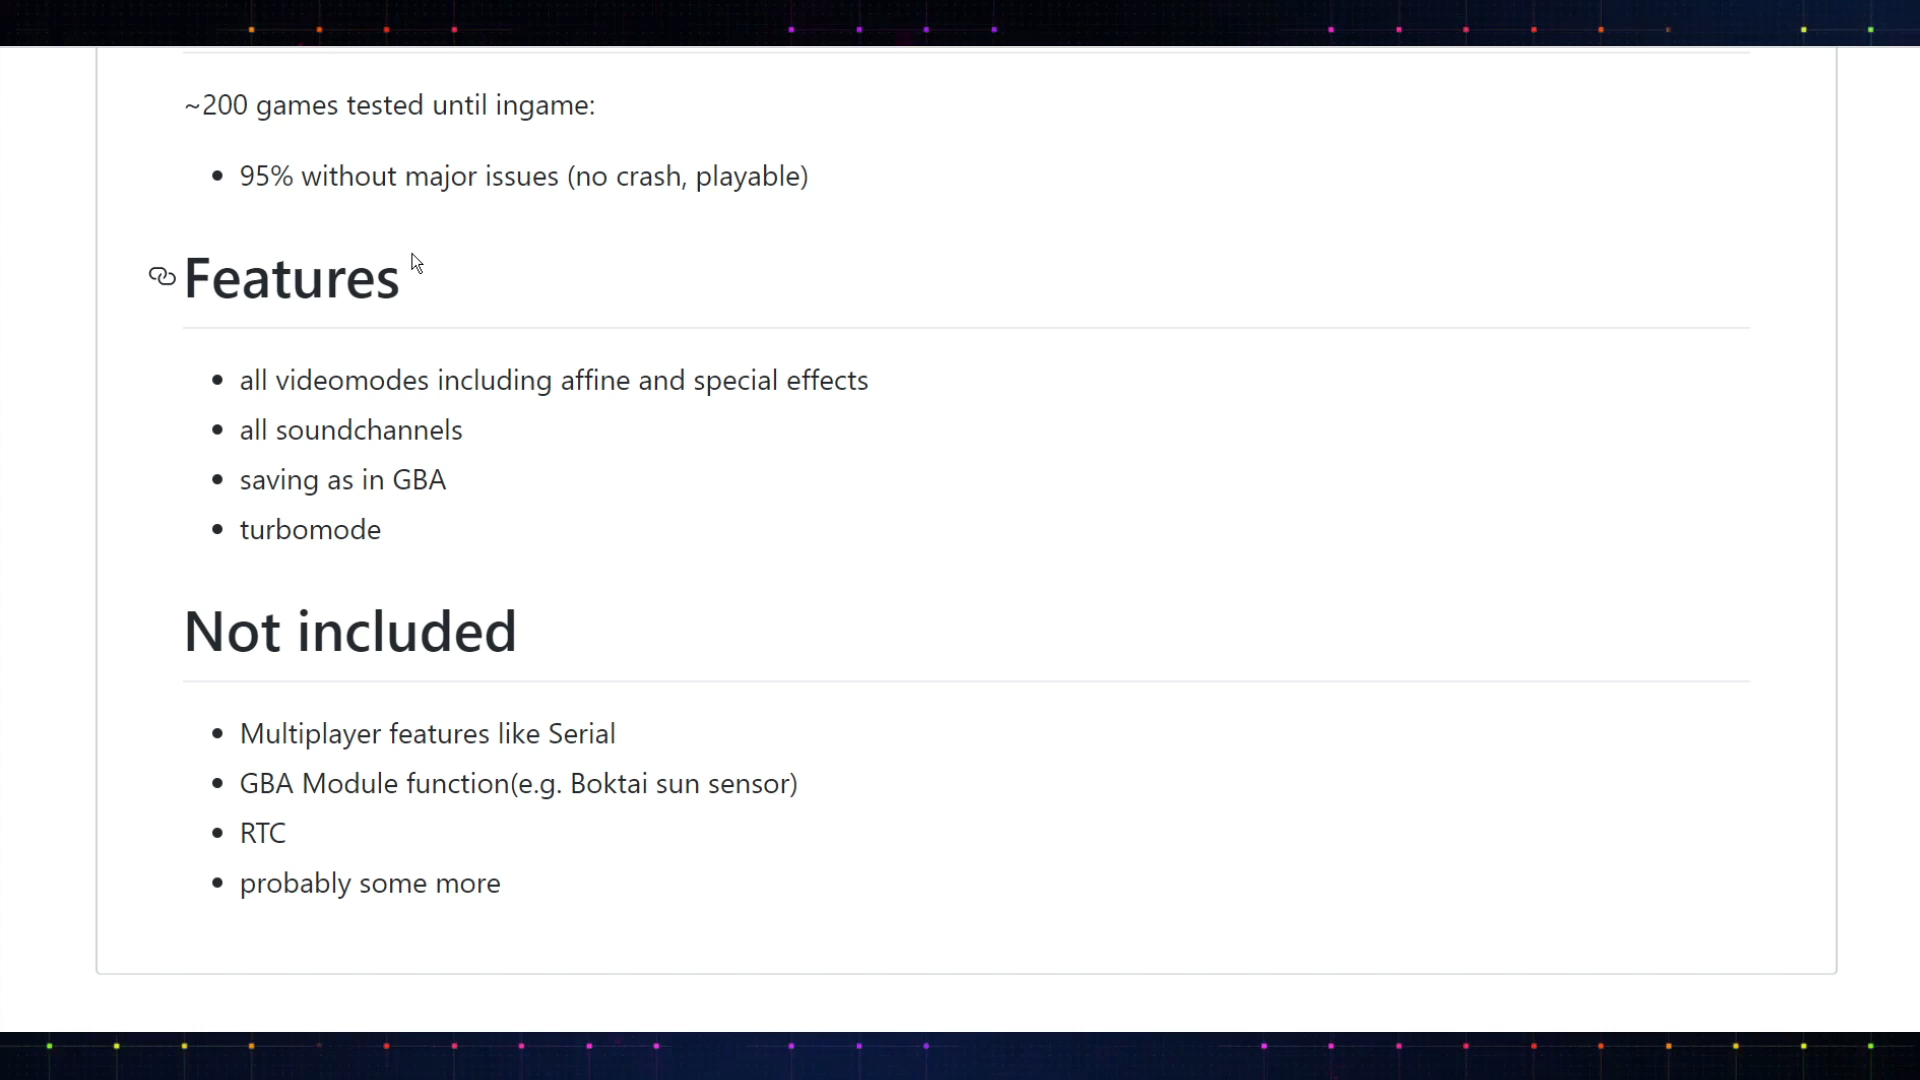 ~200 games tested until ingame:
95% without major issues (no crash, playable)
Features
all videomodes including affine and special effects
all soundchannels
saving as in GBA
turbomode
Not included
Multiplayer features like Serial
GBA Module function(e.g. Boktai sun sensor)
RTC
probably some more